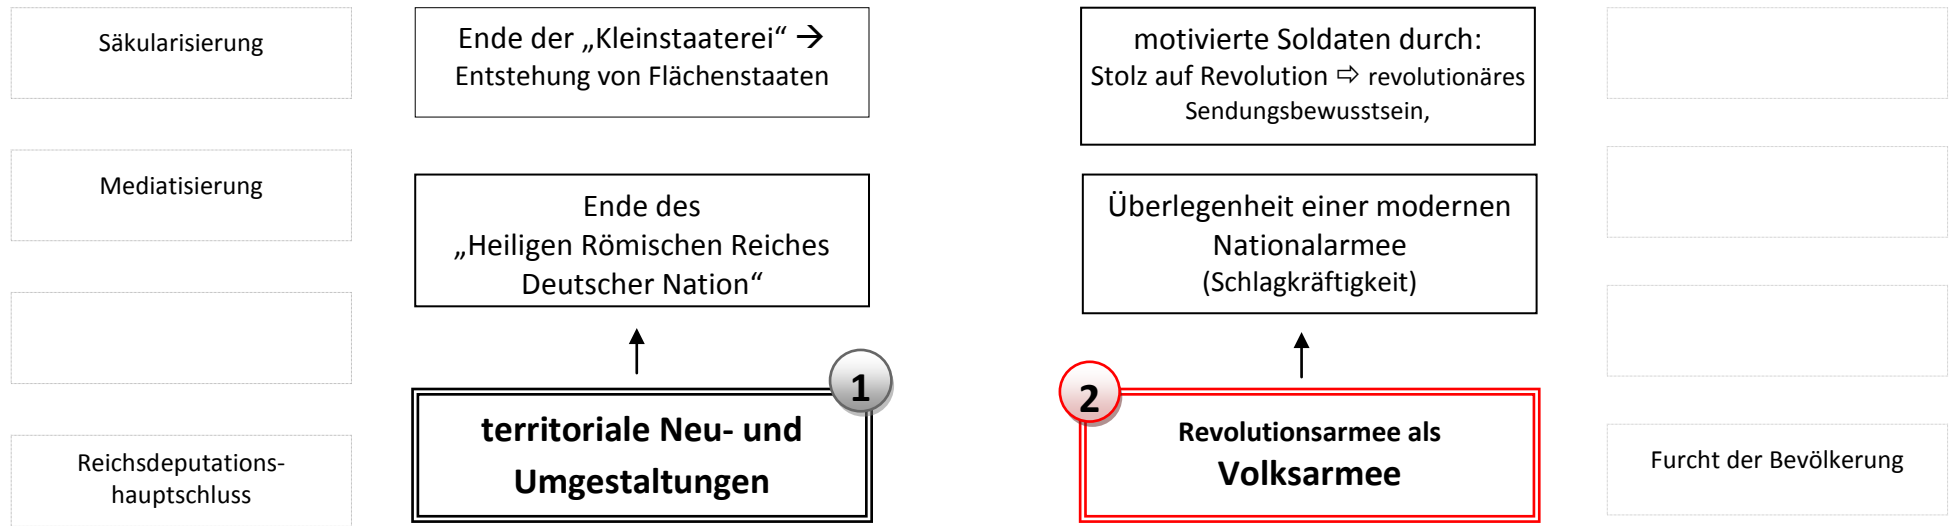 Säkularisierung
Mediatisierung
Reichsdeputations-
hauptschluss
Ende der „Kleinstaaterei“ →
Entstehung von Flächenstaaten
Ende des
„Heiligen Römischen Reiches
Deutscher Nation“
1
territoriale Neu- und
Umgestaltungen
motivierte Soldaten durch:
Stolz auf Revolution ⇨ revolutionäres
Sendungsbewusstsein,
Überlegenheit einer modernen
Nationalarmee
(Schlagkräftigkeit)
2
Revolutionsarmee als
Volksarmee
Furcht der Bevölkerung